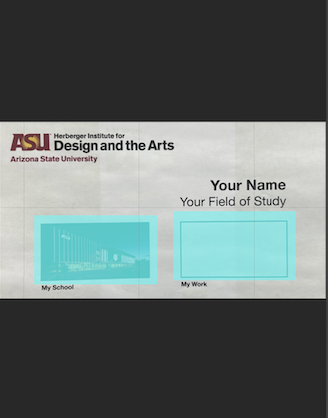 ASU Herberger Institute for
Design and the Arts
Arizona State University
Your Name
Your Field of Study
My School
My Work